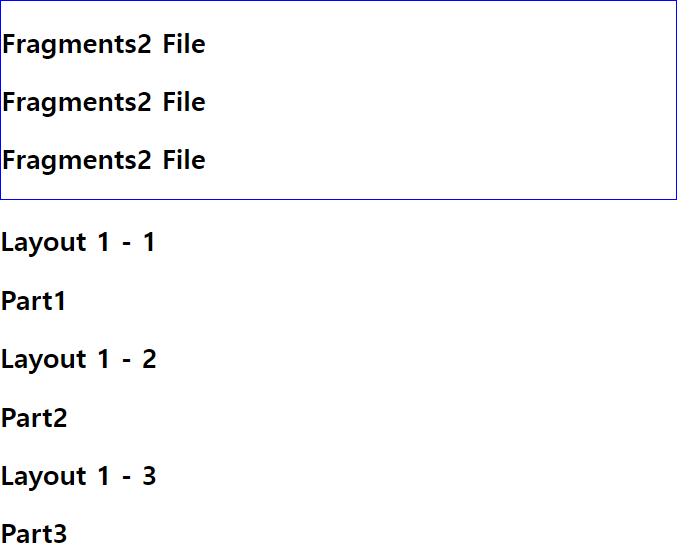 Fragments2 File
Fragments2 File
Fragments2 File
Layout 1 - 1
Part1
Layout 1 - 2
Part2
Layout 1 - 3
Part3